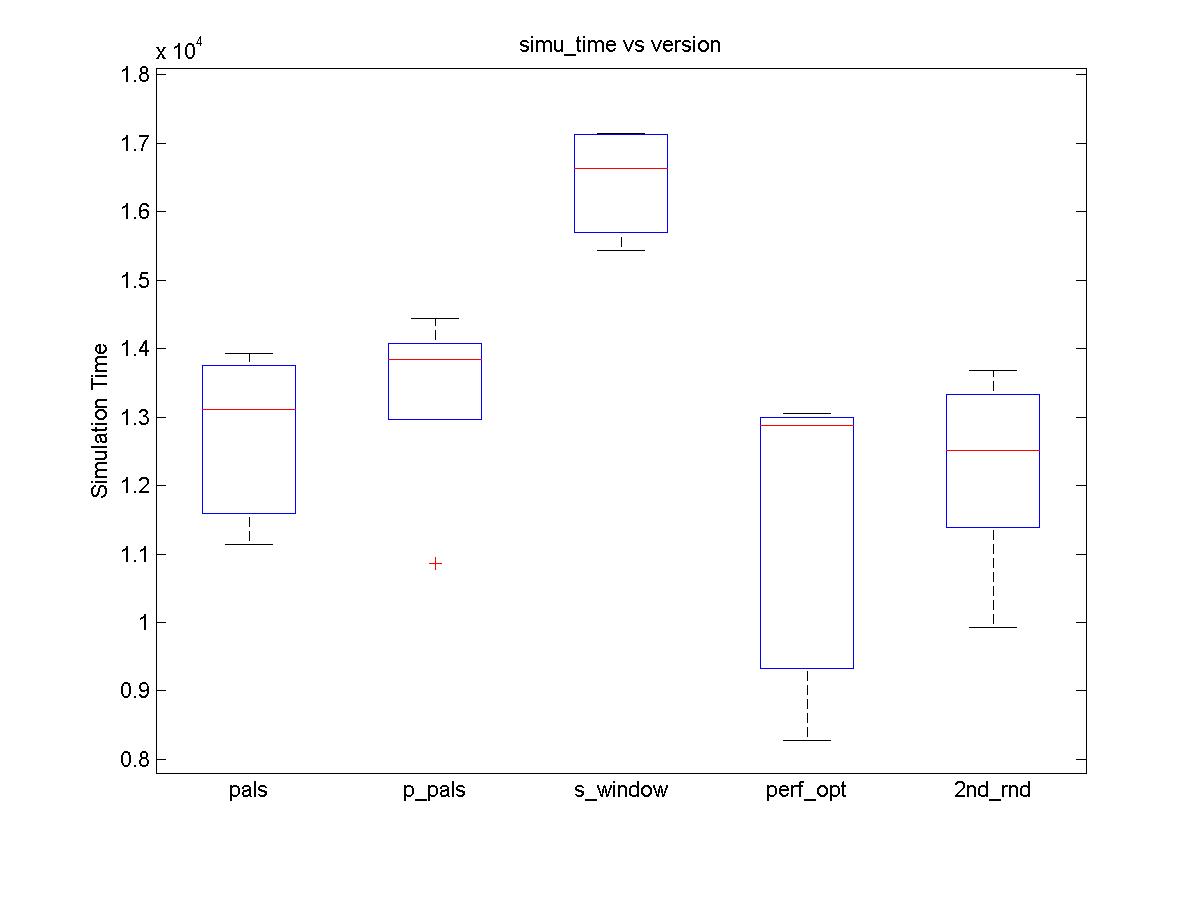 simu_time vs version
x 10^4
1.8
1.7
1.6
1.5
1.4
1.3
1.2
1.1
1
0.9
0.8
Simulation Time
pals p_pals s_window perf_opt 2nd_rnd